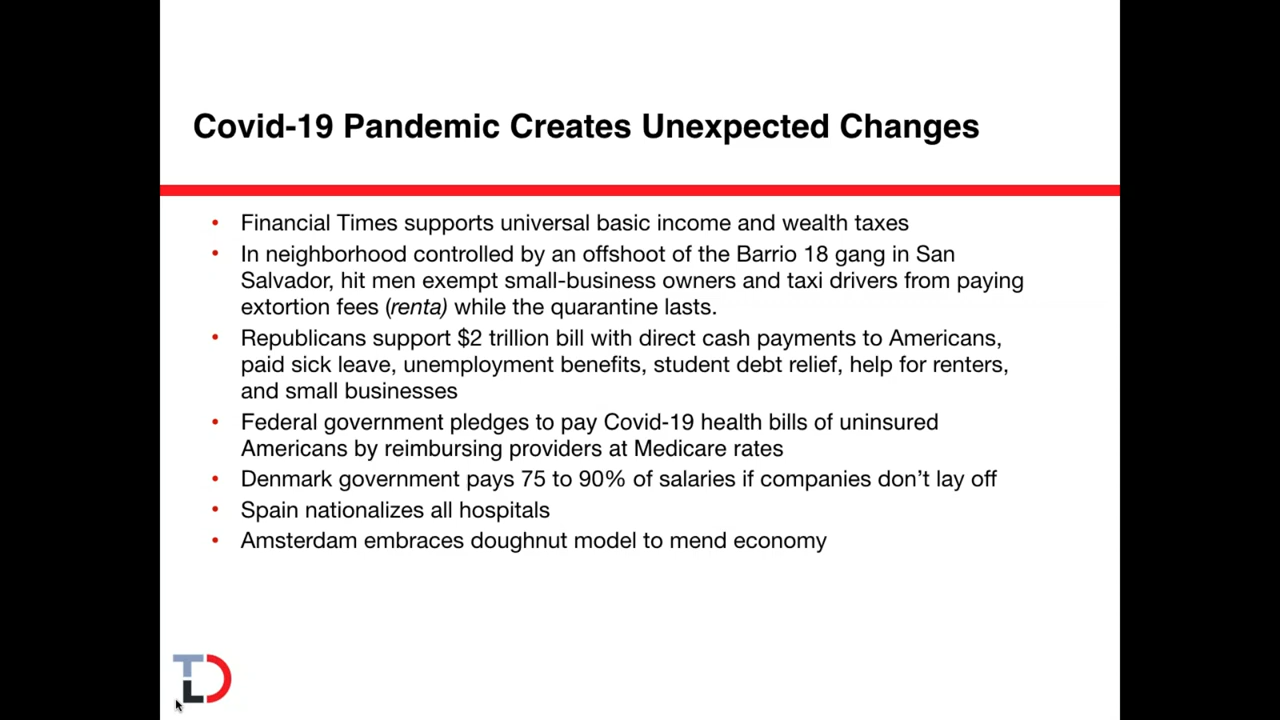 Covid-19 Pandemic Creates Unexpected Changes
• Financial Times supports universal basic income and wealth taxes
• In neighborhood controlled by an offshoot of the Barrio 18 gang in San
Salvador, hit men exempt small-business owners and taxi drivers from paying
extortion fees (renta) while the quarantine lasts.
• Republicans support $2 trillion bill with direct cash payments to Americans,
paid sick leave, unemployment benefits, student debt relief, help for renters,
and small businesses
• Federal government pledges to pay Covid-19 health bills of uninsured
Americans by reimbursing providers at Medicare rates
• Denmark government pays 75 to 90% of salaries if companies don’t lay off
• Spain nationalizes all hospitals
• Amsterdam embraces doughnut model to mend economy
TLD